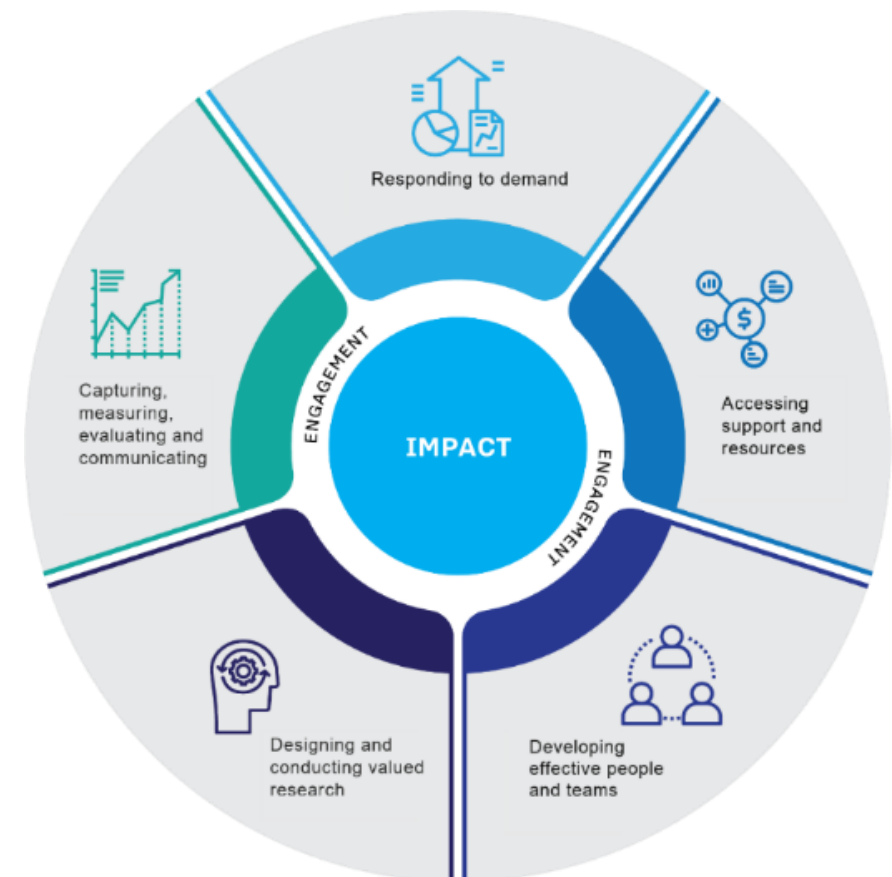 Responding to demand
Accessing
support and
resources
Developing
effective people
and teams
Designing and
conducting valued
research
Capturing,
measuring,
evaluating and
communicating
ENGAGEMENT
IMPACT
ENGAGEMENT
$